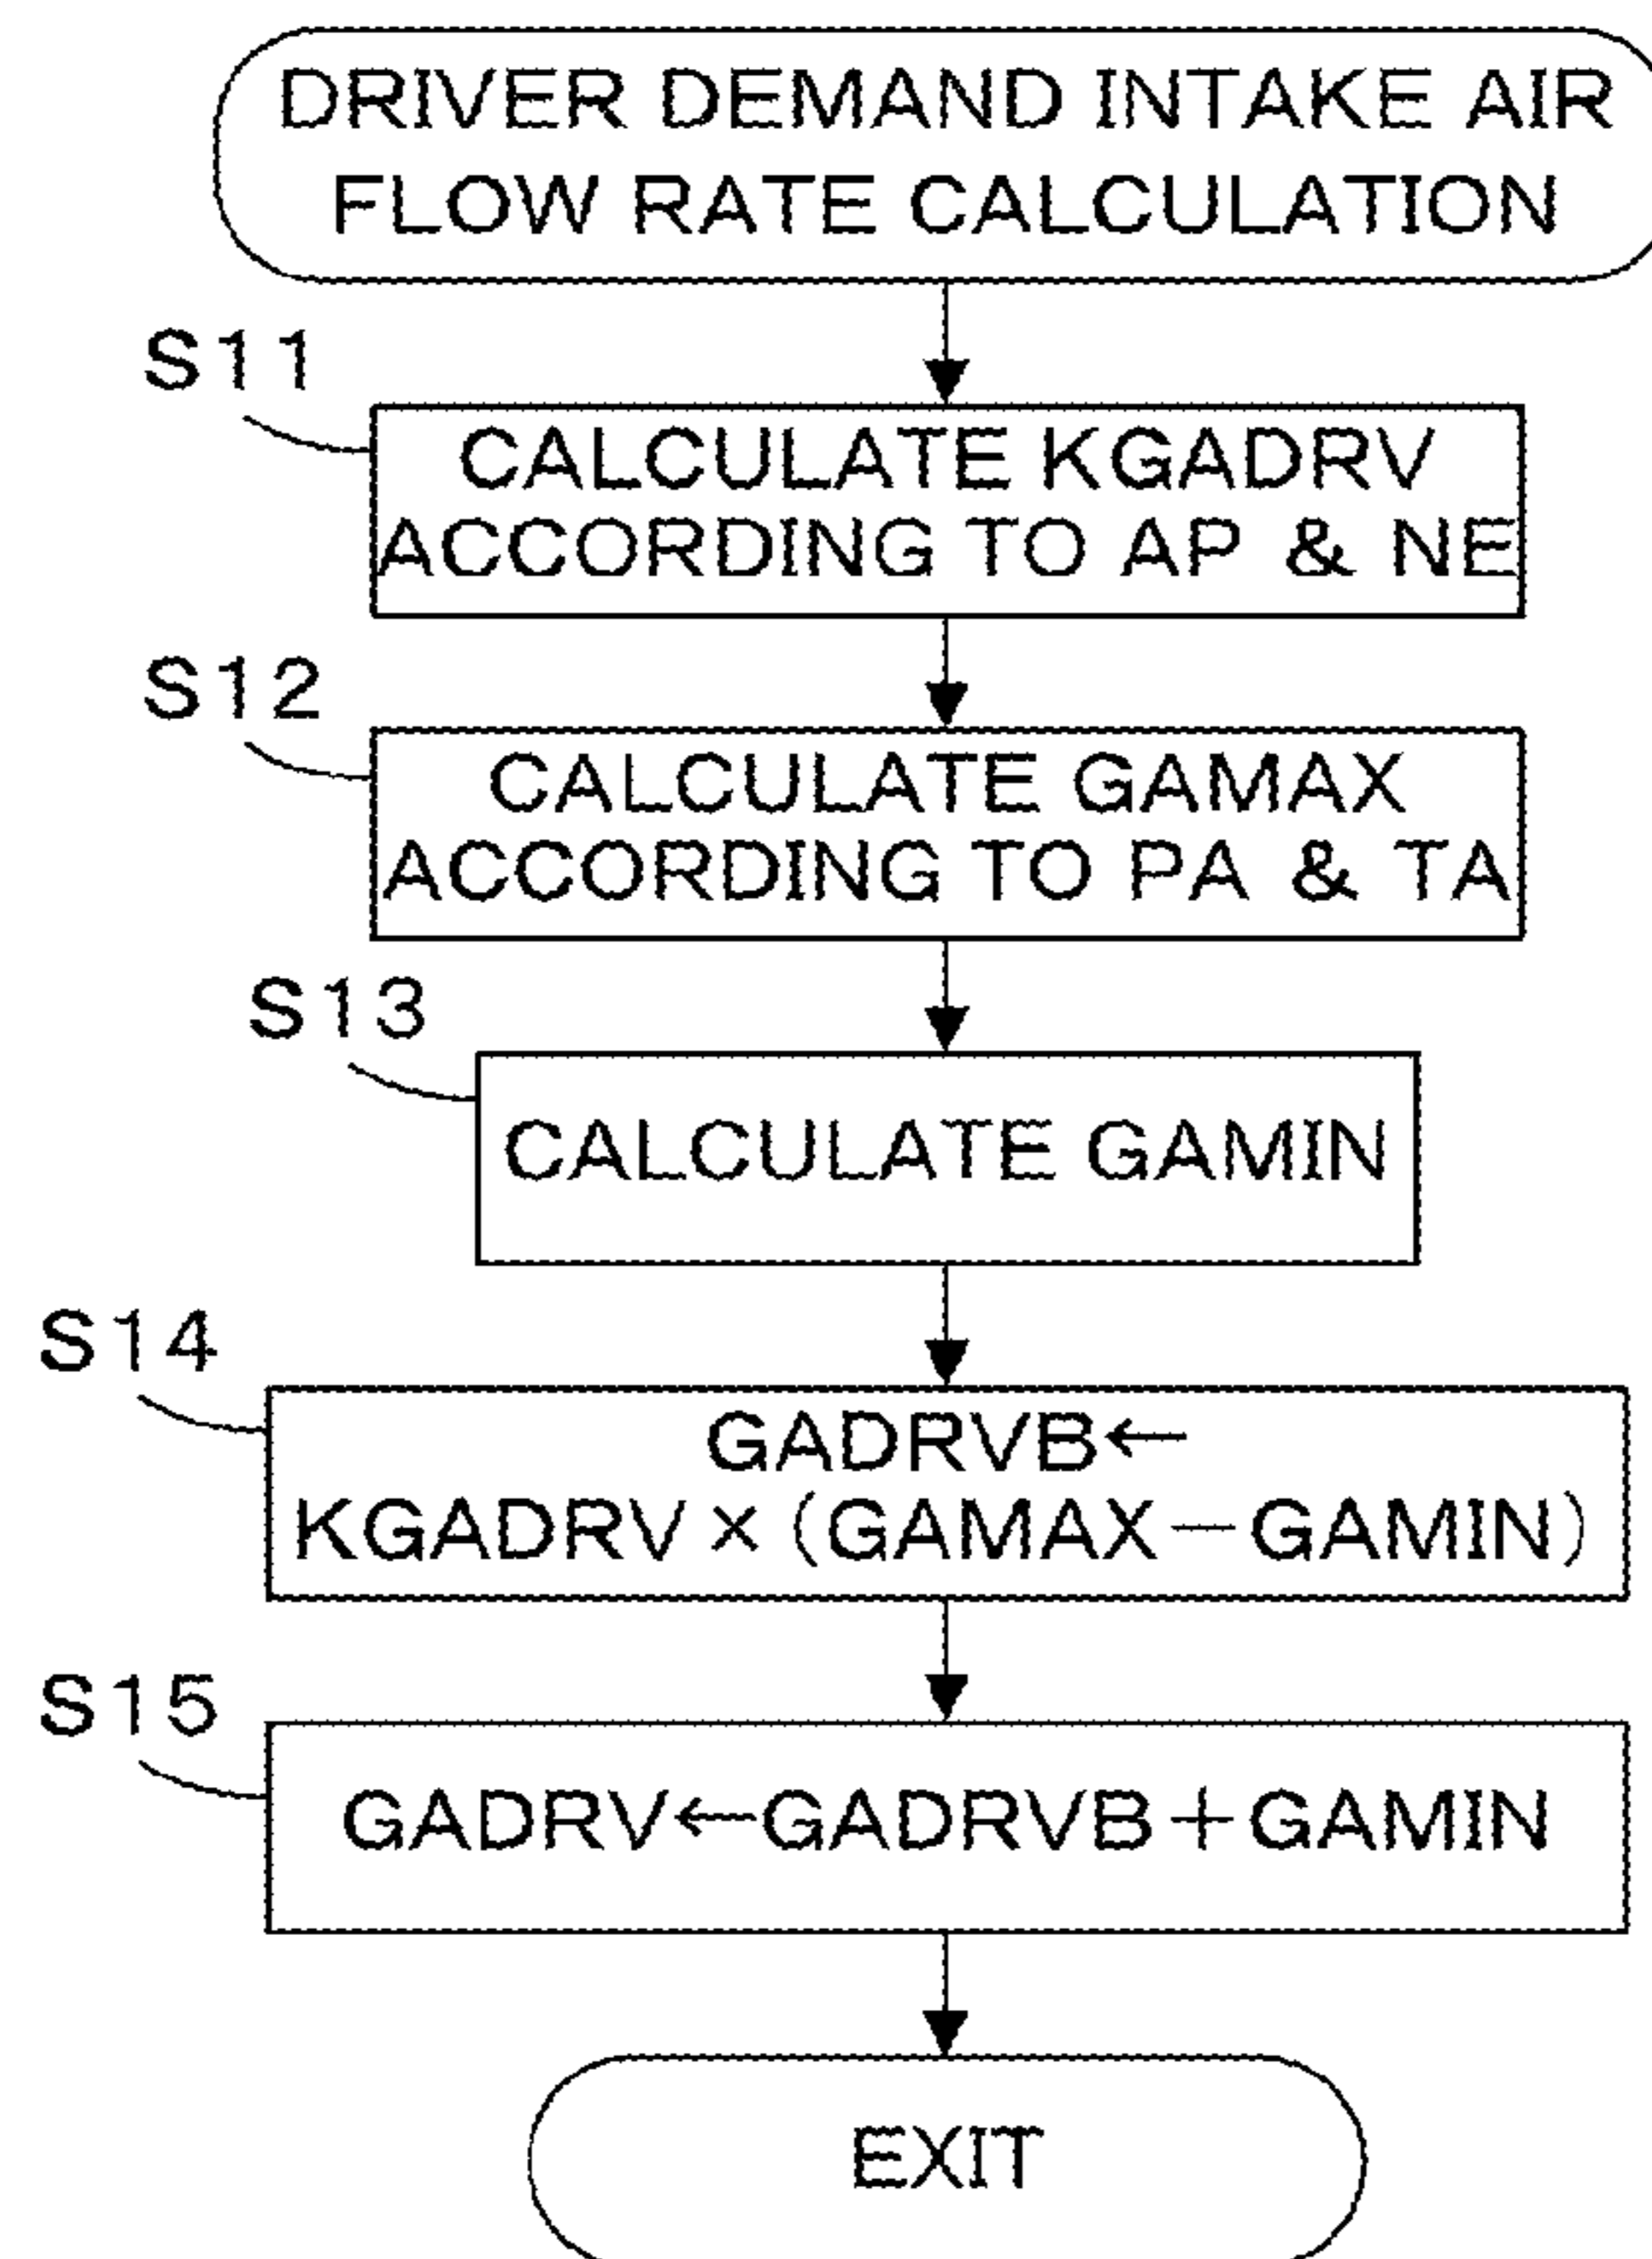 DRIVER DEMAND INTAKE AIR
FLOW RATE CALCULATION
S11
CALCULATE KGADRV
ACCORDING TO AP & NE
S12
CALCULATE GAMAX
ACCORDING TO PA & TA
S13
CALCULATE GAMIN
S14
GADRVB←
KGADRV×(GAMAX−GAMIN)
S15
GADRV←GADRVB+GAMIN
EXIT